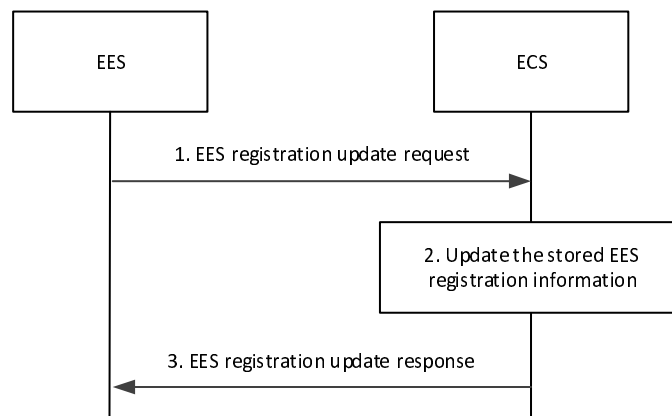 EES
ECS
1. EES registration update request
2. Update the stored EES
registration information
3. EES registration update response